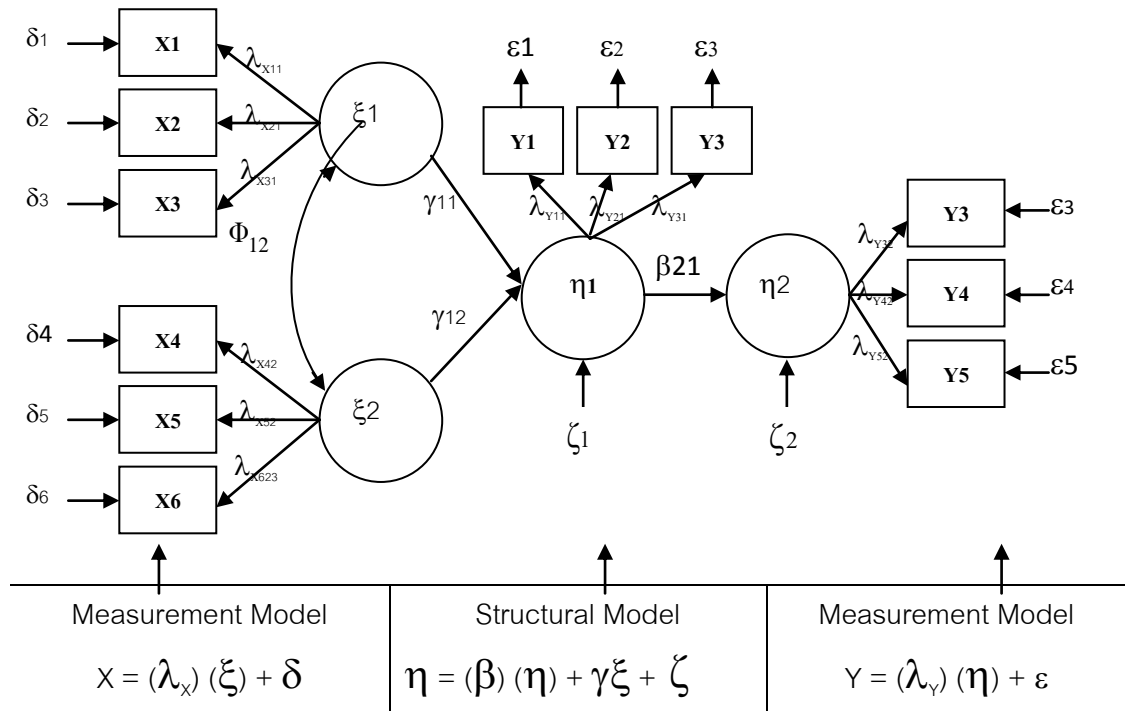 δ1 X1 λX11
δ2 X2 λX21
δ3 X3 λX31
ξ1
Φ12
γ11
ε1 ε2 ε3
Y1 Y2 Y3
λY11 λY21 λY31
δ4 X4 λX42
δ5 X5 λX52
δ6 X6 λX623
ξ2
γ12
η1
β21
η2
ζ1
ζ2
λY32 Y3 ε3
λY42 Y4 ε4
λY52 Y5 ε5
Measurement Model
X = (λX) (ξ) + δ
Structural Model
η = (β) (η) + γξ + ζ
Measurement Model
Y = (λY) (η) + ε